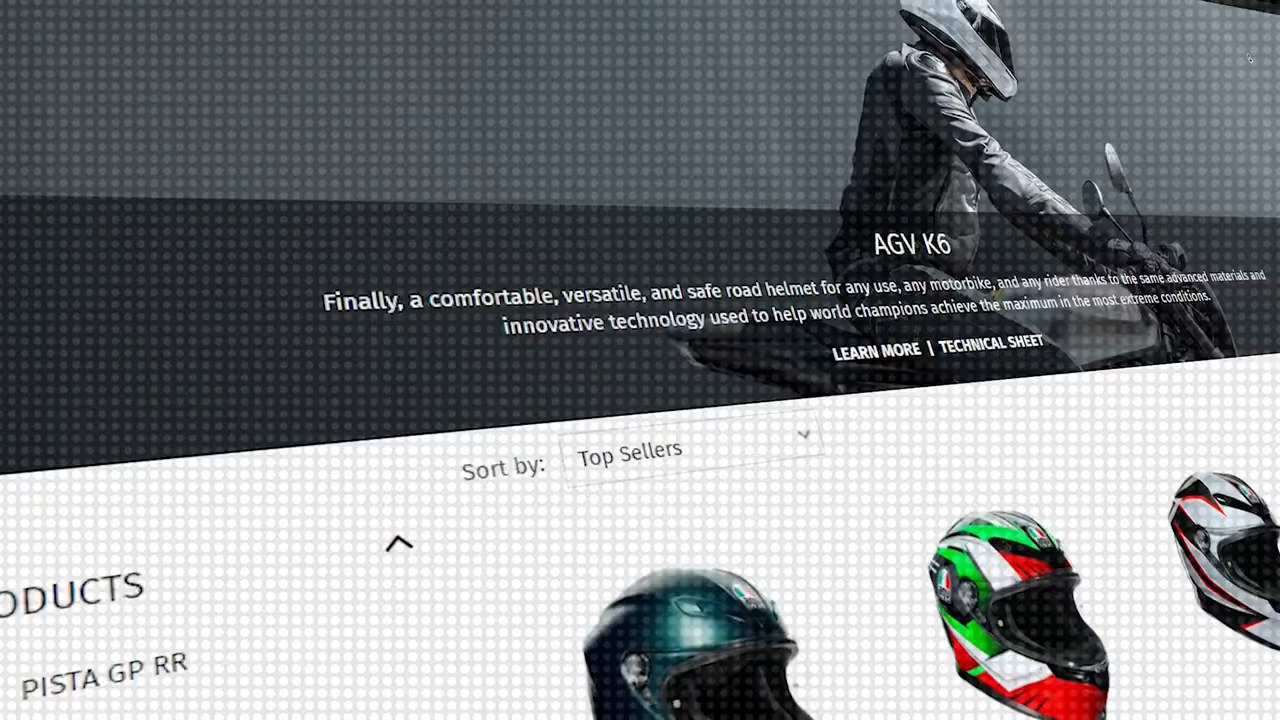 AGV K6
Finally, a comfortable, versatile, and safe road helmet for any use, any motorbike, and any rider thanks to the same advanced materials and
innovative technology used to help world champions achieve the maximum in the most extreme conditions.
LEARN MORE | TECHNICAL SHEET
Sort by: Top Sellers
ODUCTS
PISTA GP RR